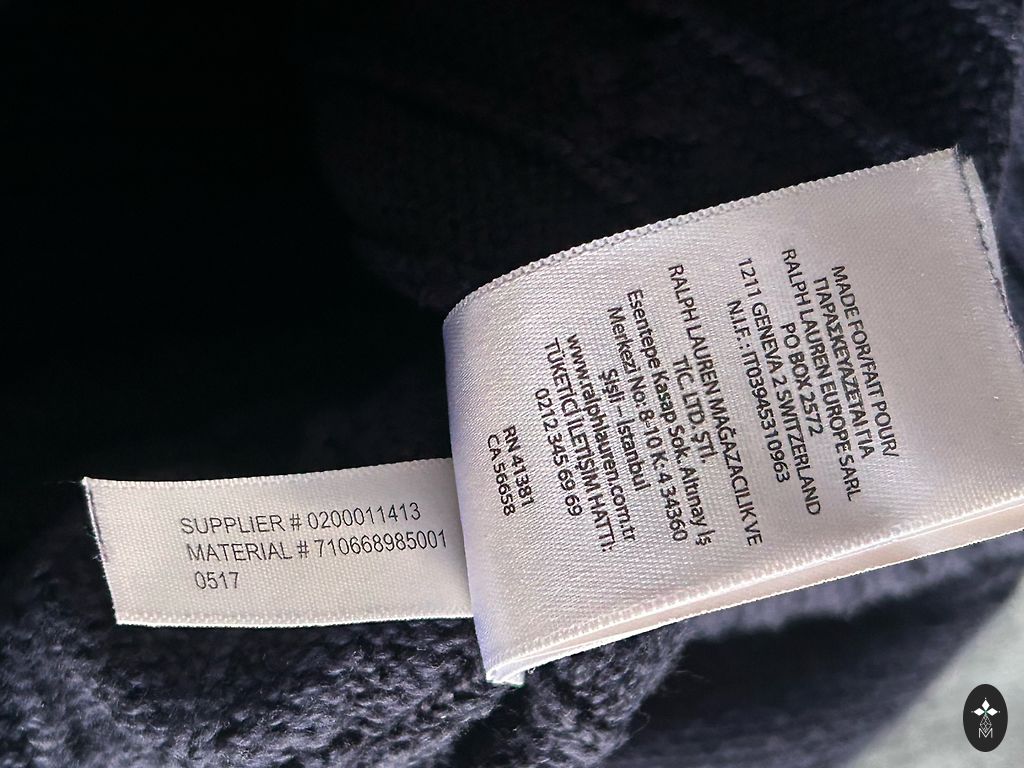 SUPPLIER # 0200011413
MATERIAL # 710668985001
0517
MADE FOR/FAIT POUR/
ΠΑΡΑΣΚΕΥΑΖΕΤΑΙ ΓΙΑ
RALPH LAUREN EUROPE SARL
PO BOX 2572
1211 GENEVA 2 SWITZERLAND
N.I.F. : IT03945310963
RALPH LAUREN MAĞAZACILIK VE
TİC. LTD. ŞTİ.
Esentepe Kasap Sok. Altınay İş
Merkezi No:8-10 K:4 34360
Şişli – İstanbul
www.ralphlauren.com.tr
TÜKETİCİ İLETİŞİM HATTI:
0212 345 69 69
RN 41381
CA 56658
M